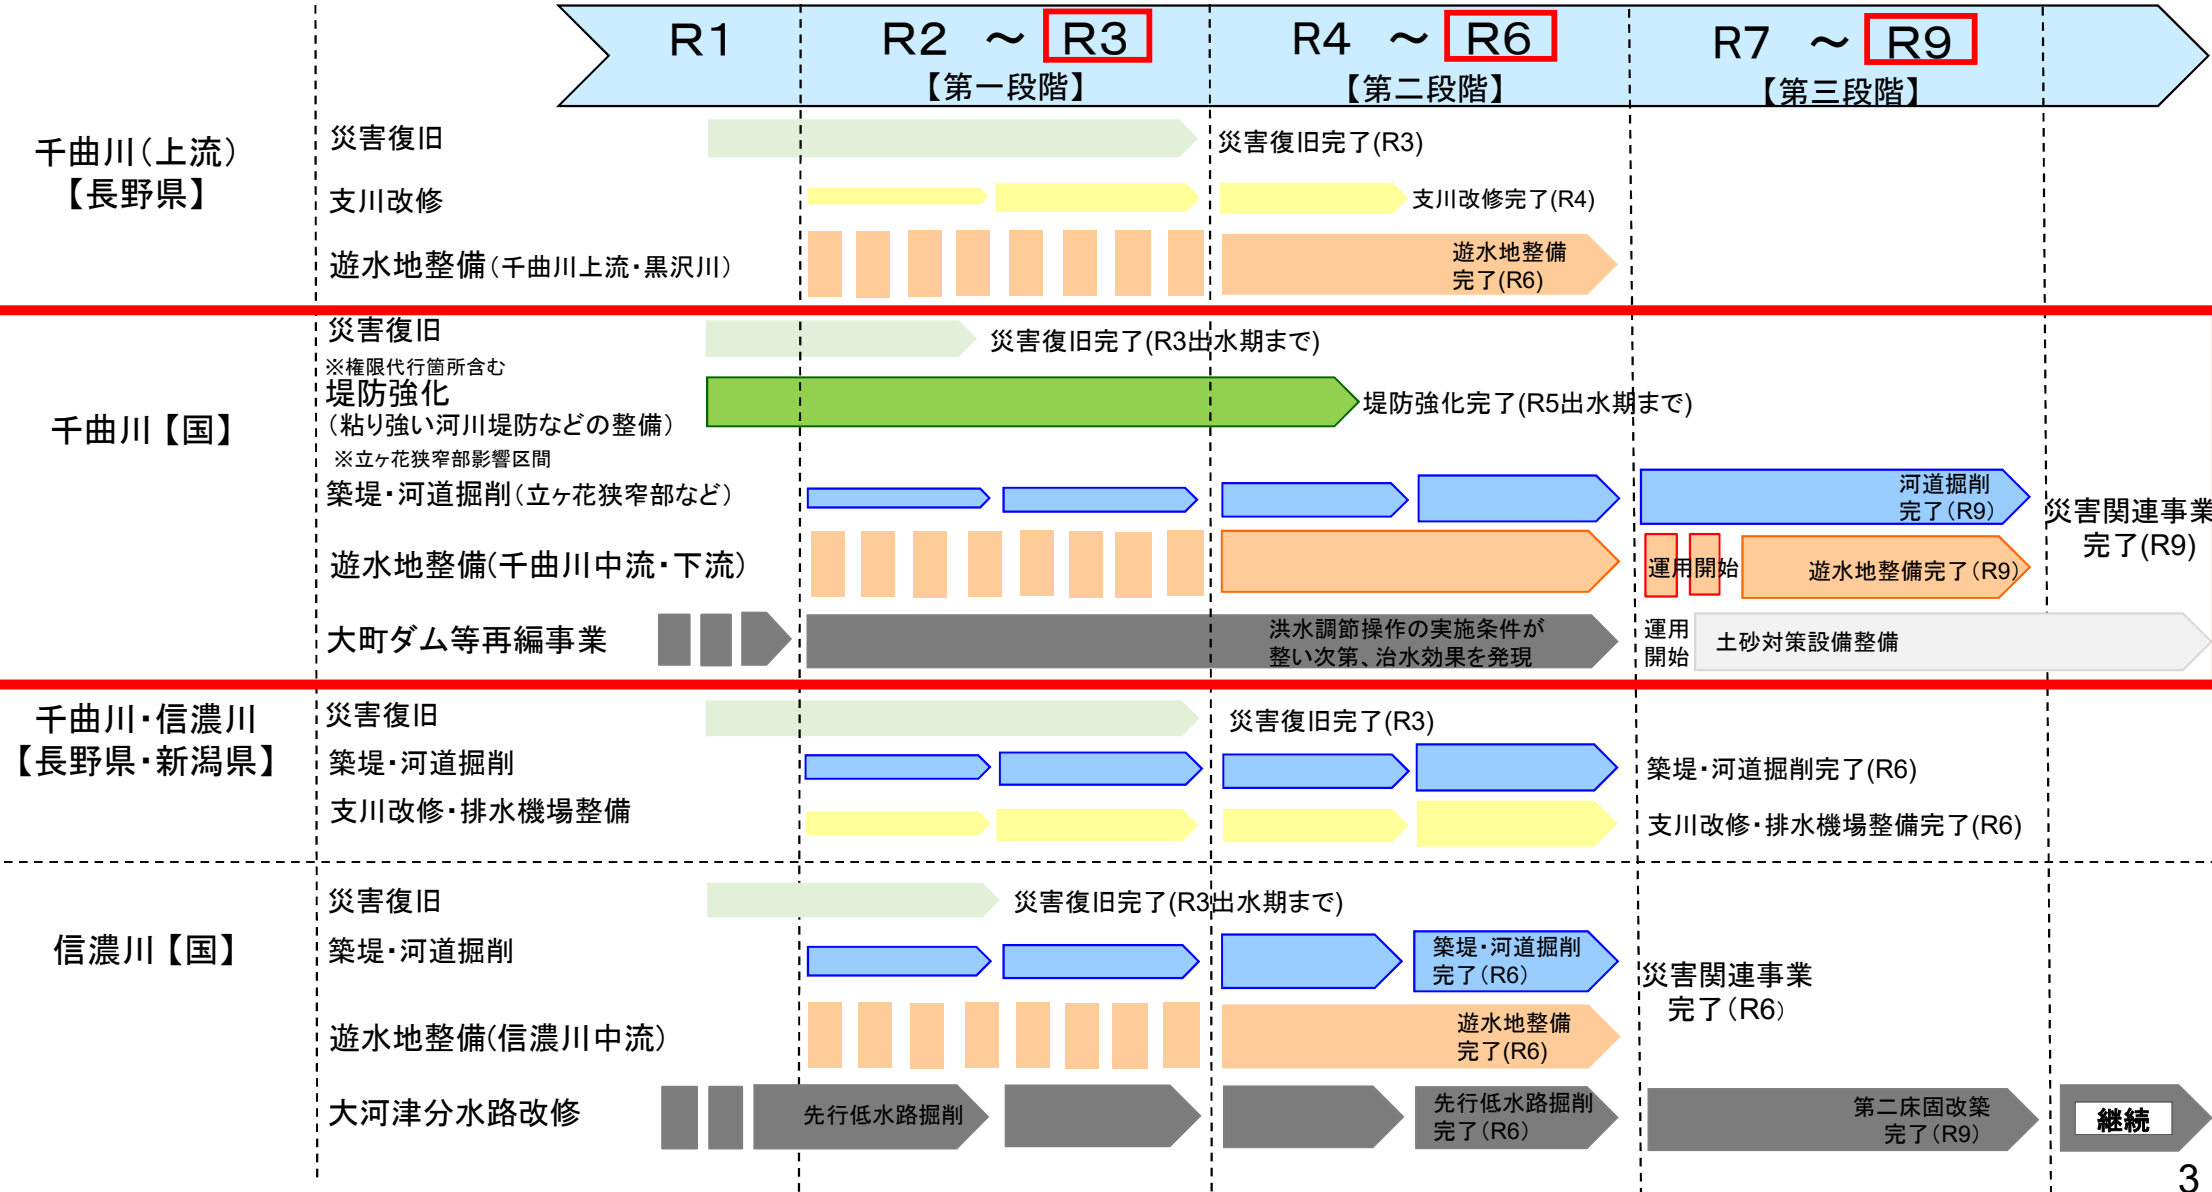 R1
R2 ～ R3
【第一段階】
R4 ～ R6
【第二段階】
R7 ～ R9
【第三段階】
千曲川（上流）
【長野県】
災害復旧
災害復旧完了(R3)
支川改修
支川改修完了(R4)
遊水地整備（千曲川上流・黒沢川）
遊水地整備
完了(R6)
千曲川【国】
災害復旧
※権限代行箇所含む
災害復旧完了(R3出水期まで)
堤防強化
（粘り強い河川堤防などの整備）
※立ヶ花狭窄部影響区間
堤防強化完了(R5出水期まで)
築堤・河道掘削（立ヶ花狭窄部など）
河道掘削
完了（R9）
遊水地整備(千曲川中流・下流)
運用開始
遊水地整備完了（R9）
災害関連事業
完了(R9)
大町ダム等再編事業
洪水調節操作の実施条件が
整い次第、治水効果を発現
運用
開始
土砂対策設備整備
千曲川・信濃川
【長野県・新潟県】
災害復旧
災害復旧完了(R3)
築堤・河道掘削
築堤・河道掘削完了(R6)
支川改修・排水機場整備
支川改修・排水機場整備完了(R6)
信濃川【国】
災害復旧
災害復旧完了(R3出水期まで)
築堤・河道掘削
築堤・河道掘削
完了（R6）
災害関連事業
完了（R6）
遊水地整備(信濃川中流)
遊水地整備
完了(R6)
大河津分水路改修
先行低水路掘削
先行低水路掘削
完了（R6）
第二床固改築
完了（R9）
継続
3